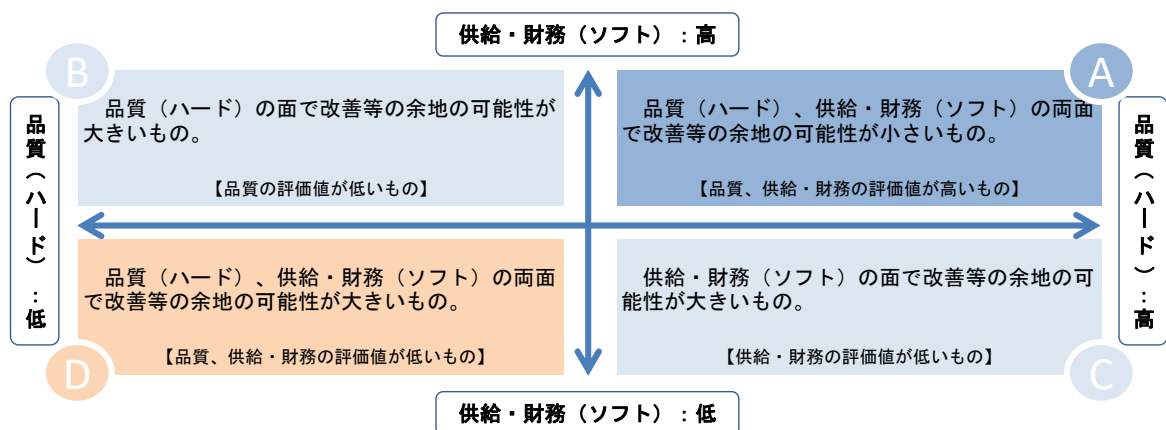 供給・財務（ソフト）：高
B
品質（ハード）の面で改善等の余地の可能性が
大きいもの。
【品質の評価値が低いもの】
A
品質（ハード）、供給・財務（ソフト）の両面
で改善等の余地の可能性が小さいもの。
【品質、供給・財務の評価値が高いもの】
品質（ハード）：低
品質（ハード）：高
品質（ハード）、供給・財務（ソフト）の両面
で改善等の余地の可能性が大きいもの。
【品質、供給・財務の評価値が低いもの】
D
供給・財務（ソフト）の面で改善等の余地の可
能性が大きいもの。
【供給・財務の評価値が低いもの】
C
供給・財務（ソフト）：低